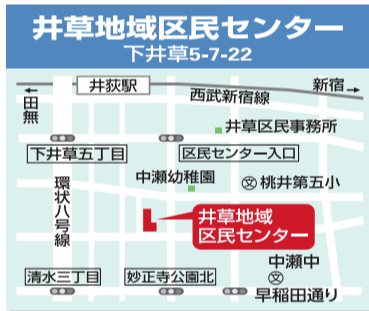 井草地域区民センター
下井草5-7-22
井荻駅
新宿
←
→
西武新宿線
田無
井草区民事務所
下井草五丁目
区民センター入口
中瀬幼稚園
文 桃井第五小
環状八号線
井草地域
区民センター
中瀬中
文
清水三丁目
妙正寺公園北
早稲田通り